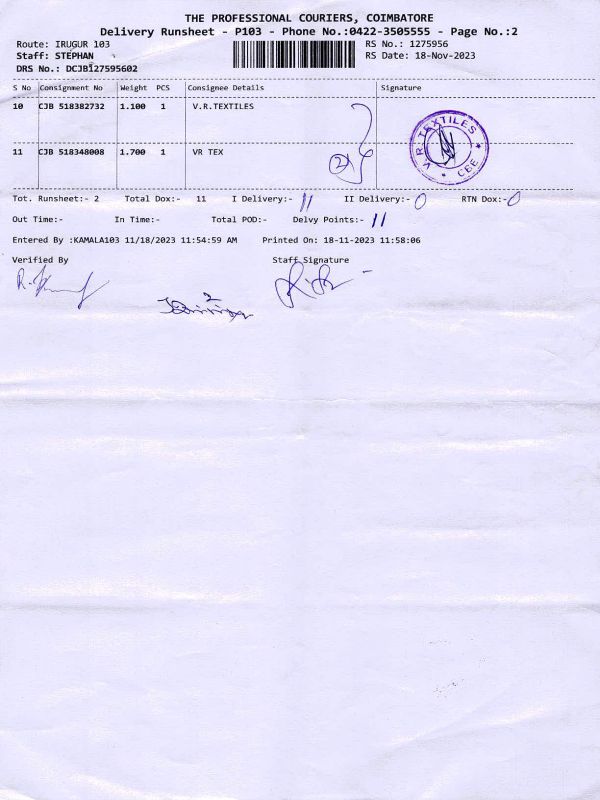 THE PROFESSIONAL COURIERS, COIMBATORE
Delivery Runsheet - P103 - Phone No.:0422-3505555 - Page No.:2
Route: IRUGUR 103 RS No.: 1275956
Staff: STEPHAN RS Date: 18-Nov-2023
DRS No.: DCJBI27595602
S No Consignment No Weight PCS Consignee Details Signature
10 CJB 518382732 1.100 1 V.R.TEXTILES
V.R. TEXTILES * CBE *
11 CJB 518348008 1.700 1 VR TEX 2
Tot. Runsheet:- 2 Total Dox:- 11 I Delivery:- 11 II Delivery:- 0 RTN Dox:- 0
Out Time:- In Time:- Total POD:- Delvy Points:- 11
Entered By :KAMALA103 11/18/2023 11:54:59 AM Printed On: 18-11-2023 11:58:06
Verified By Staff Signature